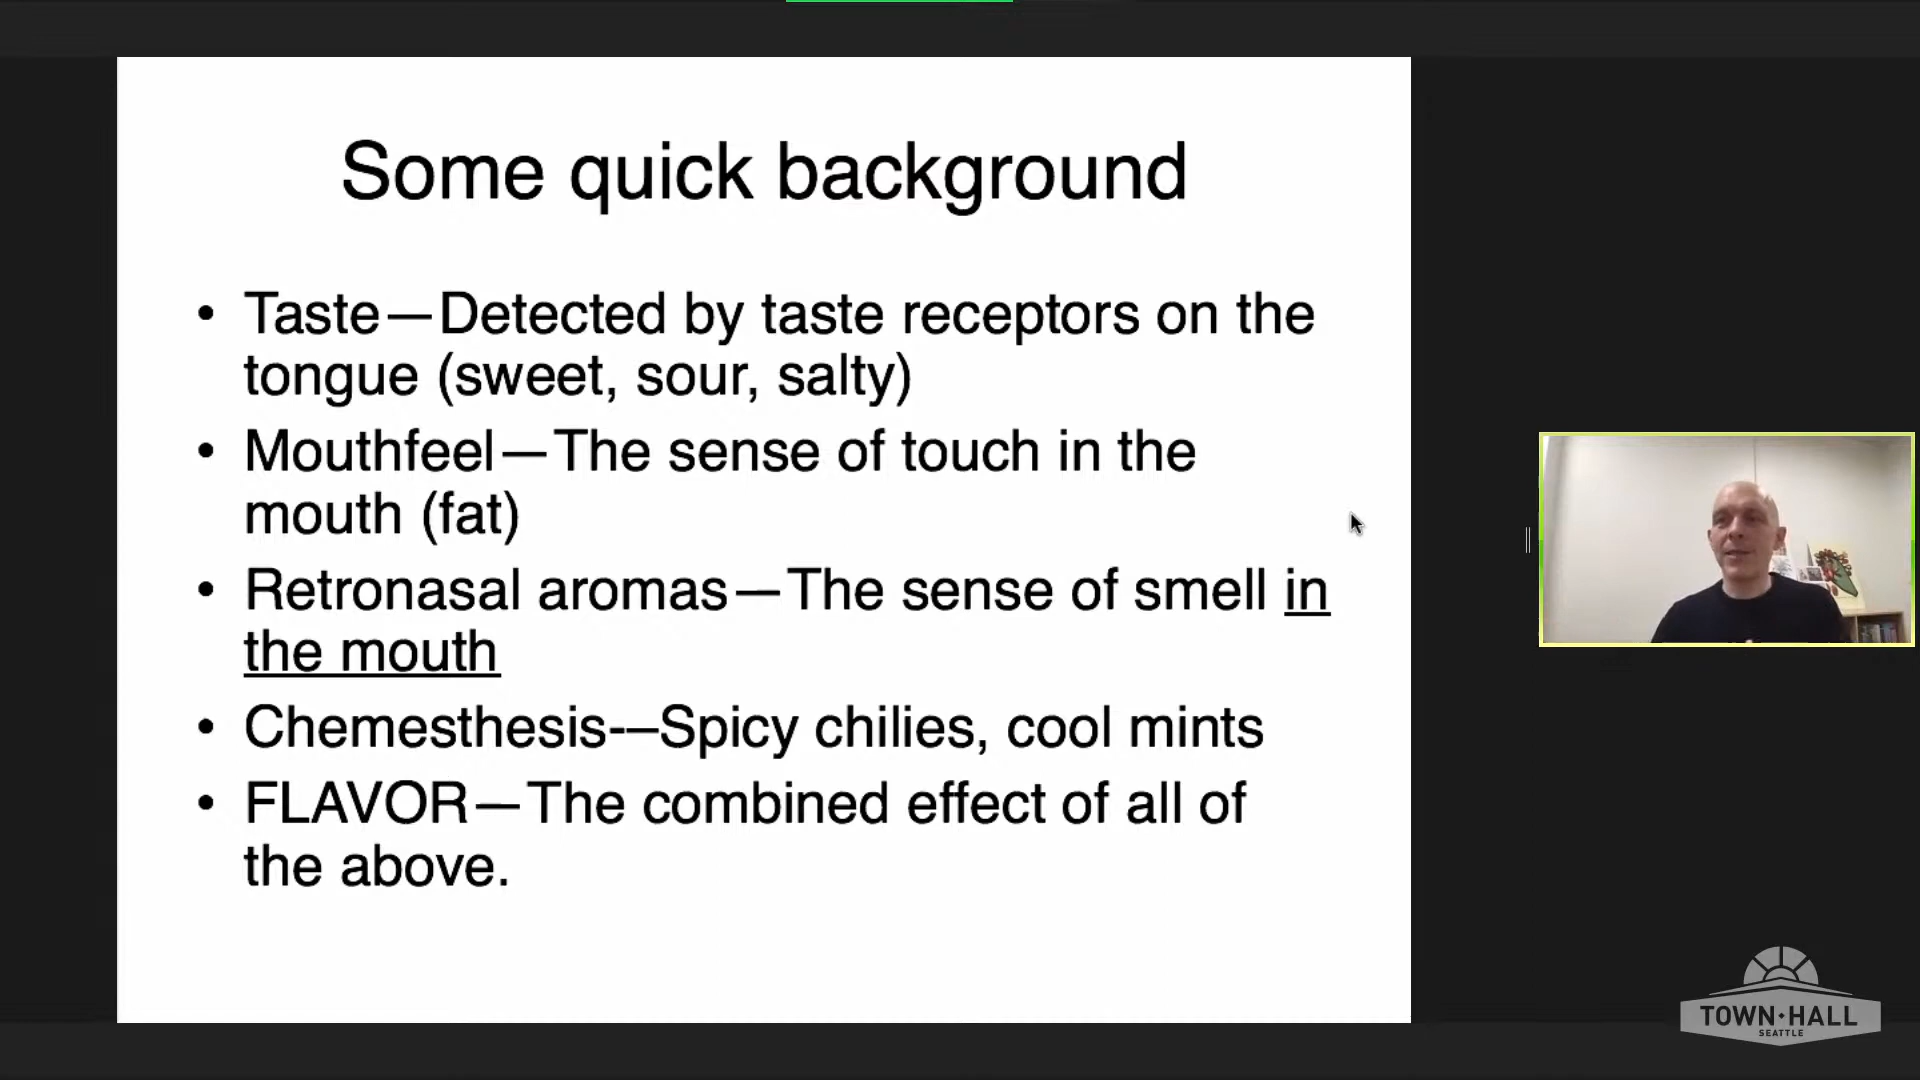 Some quick background
• Taste—Detected by taste receptors on the
tongue (sweet, sour, salty)
• Mouthfeel—The sense of touch in the
mouth (fat)
• Retronasal aromas—The sense of smell in
the mouth
• Chemesthesis-–Spicy chilies, cool mints
• FLAVOR—The combined effect of all of
the above.
TOWN·HALL
SEATTLE